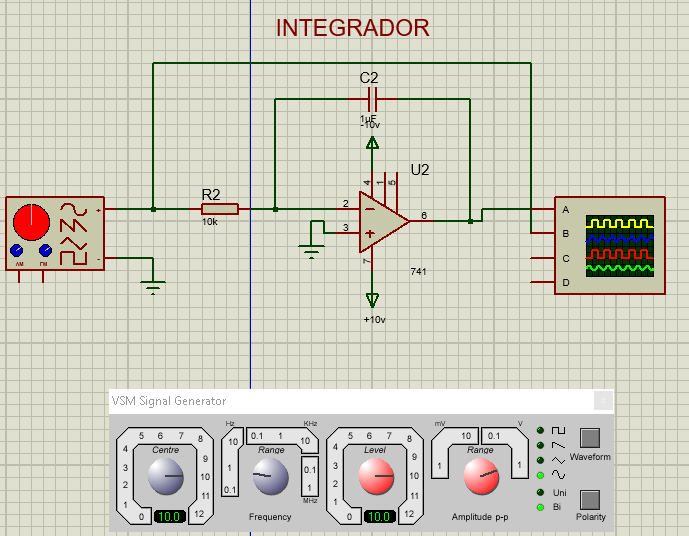 INTEGRADOR
C2
1uF
-10v
U2
R2
10k
2
3
4
1
5
6
7
741
+10v
+
-
AM FM
A
B
C
D
VSM Signal Generator
Hz KHz mV V
5 6 7 8
4 9
3 10
2 11
1 12
0
Centre
10.0
10 0.1 1 10
1 0.1
0.1 1
MHz
Range
Frequency
5 6 7 8
4 9
3 10
2 11
1 12
0
Level
10.0
10 0.1
1 1
Range
Amplitude p-p
Waveform
Uni
Bi
Polarity